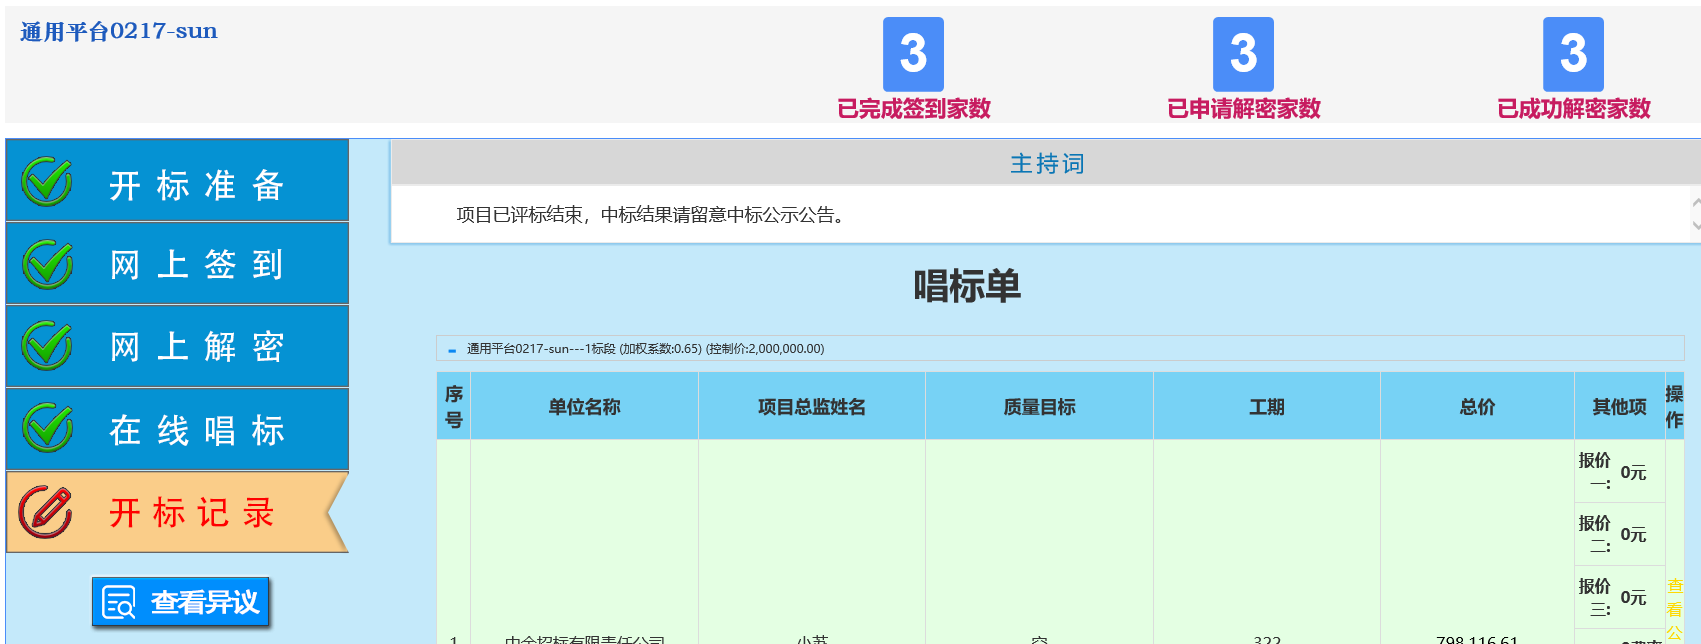 通用平台0217-sun
3
已完成签到家数
3
已申请解密家数
3
已成功解密家数
开标准备
网上签到
网上解密
在线唱标
开标记录
查看异议
主持词
项目已评标结束，中标结果请留意中标公示公告。
唱标单
通用平台0217-sun---1标段 (加权系数:0.65) (控制价:2,000,000.00)
序号
单位名称
项目总监姓名
质量目标
工期
总价
其他项
操作
1
322
798,116.61
报价一:
0元
报价二:
0元
报价三:
0元
查看公